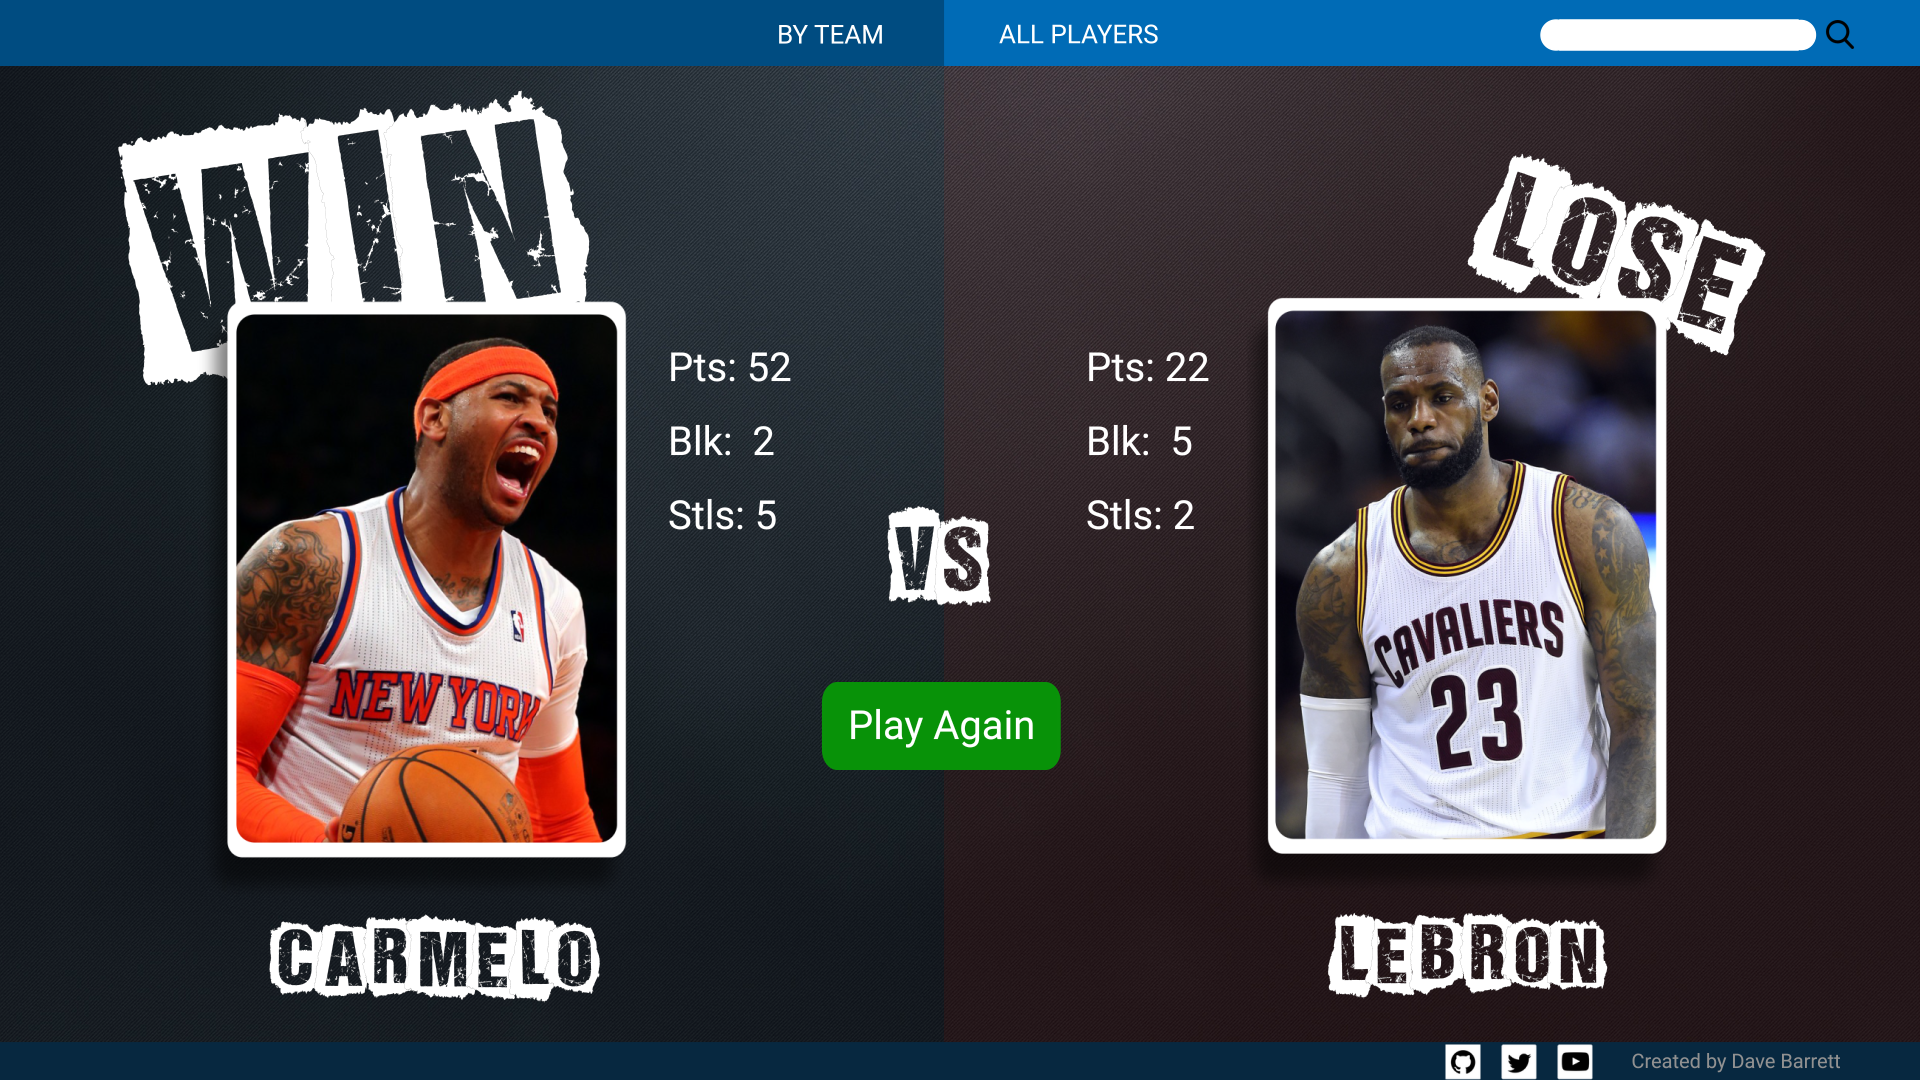 BY TEAM
ALL PLAYERS
WIN
LOSE
Pts: 52
Blk: 2
Stls: 5
Pts: 22
Blk: 5
Stls: 2
VS
NEW YORK
CAVALIERS
23
Play Again
CARMELO
LEBRON
Created by Dave Barrett